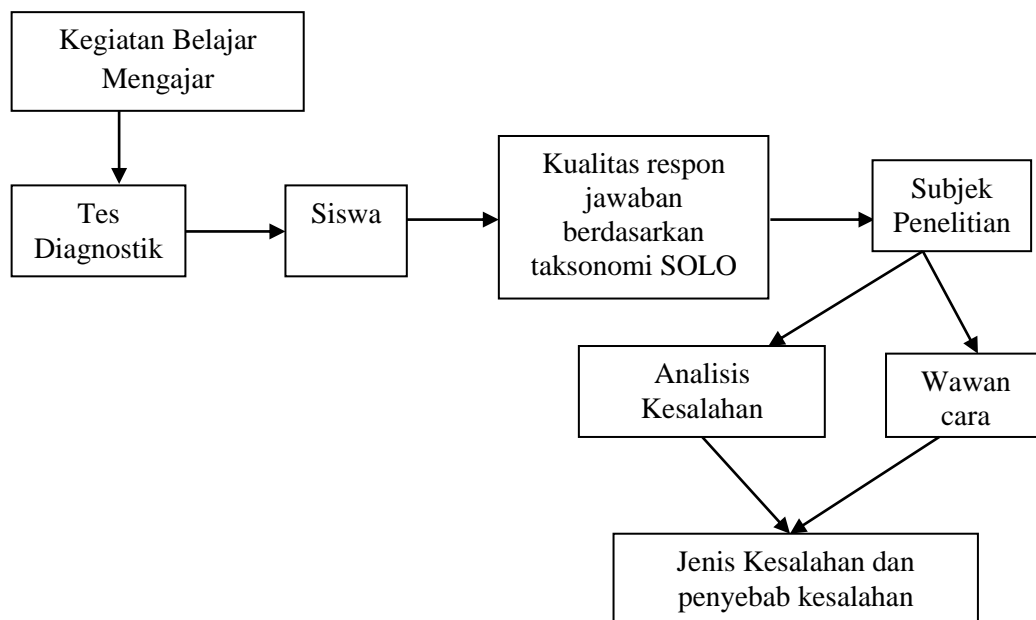 Kegiatan Belajar
Mengajar
Tes
Diagnostik
Siswa
Kualitas respon
jawaban
berdasarkan
taksonomi SOLO
Subjek
Penelitian
Analisis
Kesalahan
Wawan
cara
Jenis Kesalahan dan
penyebab kesalahan